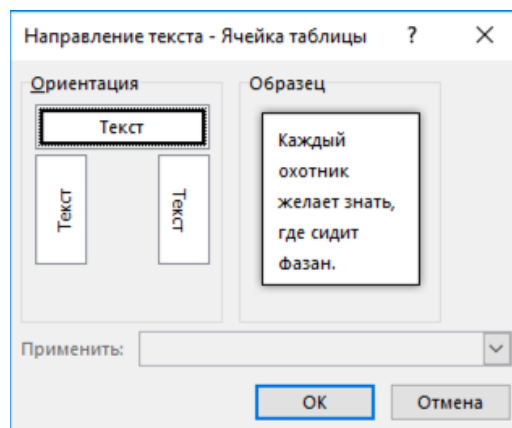 Направление текста - Ячейка таблицы ?
Ориентация
Текст
Текст
Текст
Образец
Каждый
охотник
желает знать,
где сидит
фазан.
Применить:
ОК Отмена